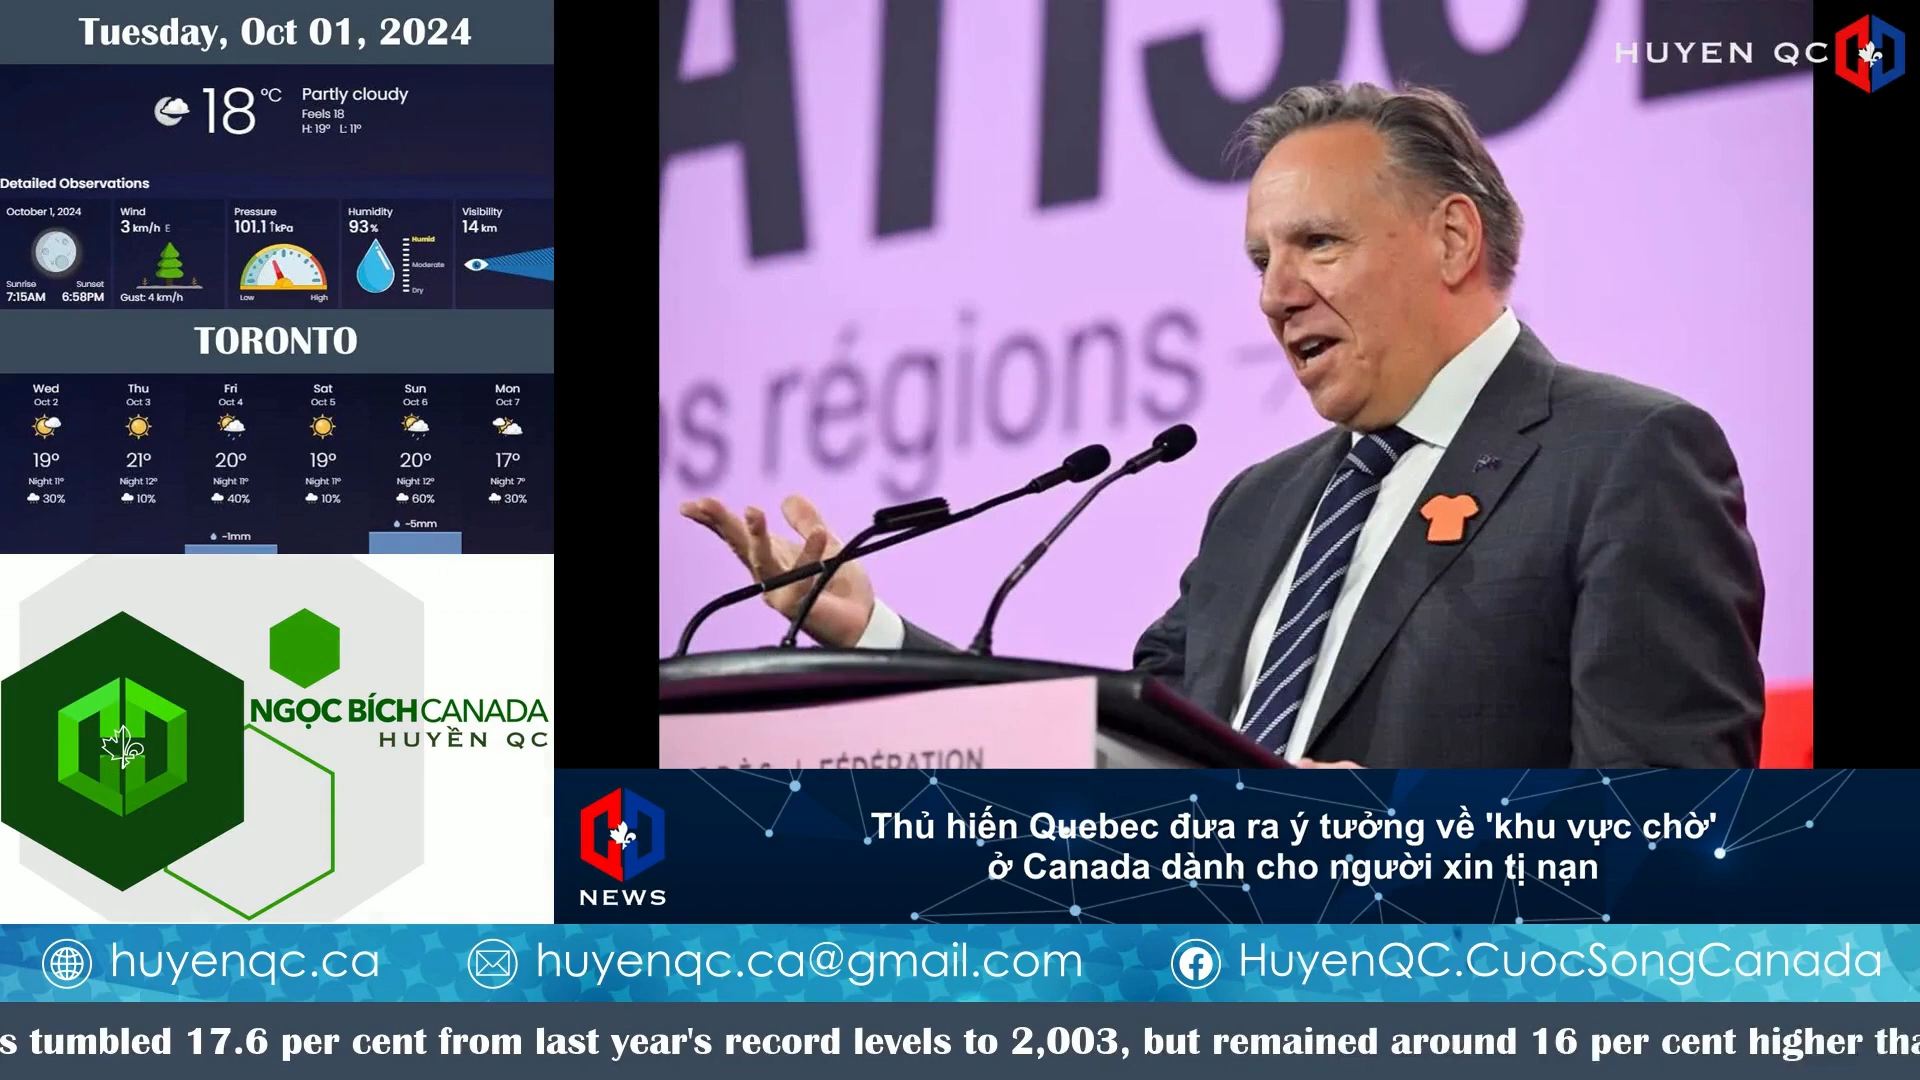 Tuesday, Oct 01, 2024
18 °C
Partly cloudy
Feels 18
H: 19° L: 11°
Detailed Observations
October 1, 2024
Sunrise Sunset
7:15AM 6:58PM
Wind
3 km/h E
Gust: 4 km/h
Pressure
101.1↑kPa
Low High
Humidity
93%
Humid
Moderate
Dry
Visibility
14 km
TORONTO
Wed Thu Fri Sat Sun Mon
Oct 2 Oct 3 Oct 4 Oct 5 Oct 6 Oct 7
19° 21° 20° 19° 20° 17°
Night 11° Night 12° Night 11° Night 11° Night 12° Night 7°
30% 10% 40% 10% 60% 30%
~1mm ~5mm
NGỌC BÍCH CANADA
HUYỀN QC
HUYEN QC
régions
FÉDÉRATION
NEWS
Thủ hiến Quebec đưa ra ý tưởng về 'khu vực chờ'
ở Canada dành cho người xin tị nạn
huyenqc.ca huyenqc.ca@gmail.com HuyenQC.CuocSongCanada
s tumbled 17.6 per cent from last year's record levels to 2,003, but remained around 16 per cent higher tha